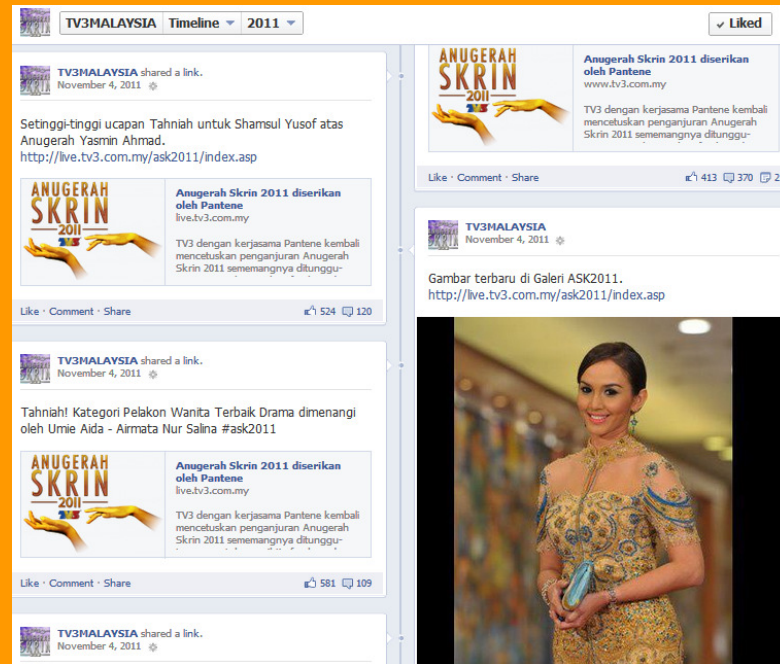 TV3MALAYSIA Timeline 2011 Liked
TV3MALAYSIA shared a link.
November 4, 2011
Setinggi-tinggi ucapan Tahniah untuk Shamsul Yusof atas
Anugerah Yasmin Ahmad.
http://live.tv3.com.my/ask2011/index.asp
ANUGERAH
SKRIN
2011
Anugerah Skrin 2011 diserikan
oleh Pantene
live.tv3.com.my
TV3 dengan kerjasama Pantene kembali
mencetuskan penganjuran Anugerah
Skrin 2011 sememangnya ditunggu-
Like · Comment · Share 524 120
TV3MALAYSIA shared a link.
November 4, 2011
Tahniah! Kategori Pelakon Wanita Terbaik Drama dimenangi
oleh Umie Aida - Airmata Nur Salina #ask2011
ANUGERAH
SKRIN
2011
Anugerah Skrin 2011 diserikan
oleh Pantene
live.tv3.com.my
TV3 dengan kerjasama Pantene kembali
mencetuskan penganjuran Anugerah
Skrin 2011 sememangnya ditunggu-
Like · Comment · Share 581 109
TV3MALAYSIA shared a link.
November 4, 2011
ANUGERAH
SKRIN
2011
Anugerah Skrin 2011 diserikan
oleh Pantene
www.tv3.com.my
TV3 dengan kerjasama Pantene kembali
mencetuskan penganjuran Anugerah
Skrin 2011 sememangnya ditunggu-
Like · Comment · Share 413 370 2
TV3MALAYSIA
November 4, 2011
Gambar terbaru di Galeri ASK2011.
http://live.tv3.com.my/ask2011/index.asp